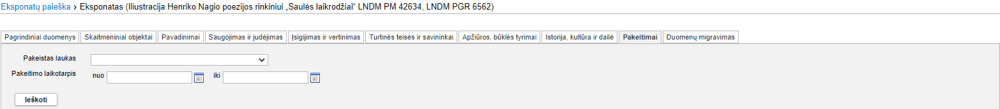 Eksponatų paieška > Eksponatas (Iliustracija Henriko Nagio poezijos rinkiniui „Saulės laikrodžiai“ LNDM PM 42634, LNDM PGR 6562)
Pagrindiniai duomenys Skaitmeniniai objektai Pavadinimai Saugojimas ir judėjimas Įsigijimas ir vertinimas Turtinės teisės ir savininkai Apžiūros, būklės tyrimai Istorija, kultūra ir dailė Pakeitimai Duomenų migravimas
Pakeistas laukas
Pakeitimo laikotarpis nuo iki
Ieškoti